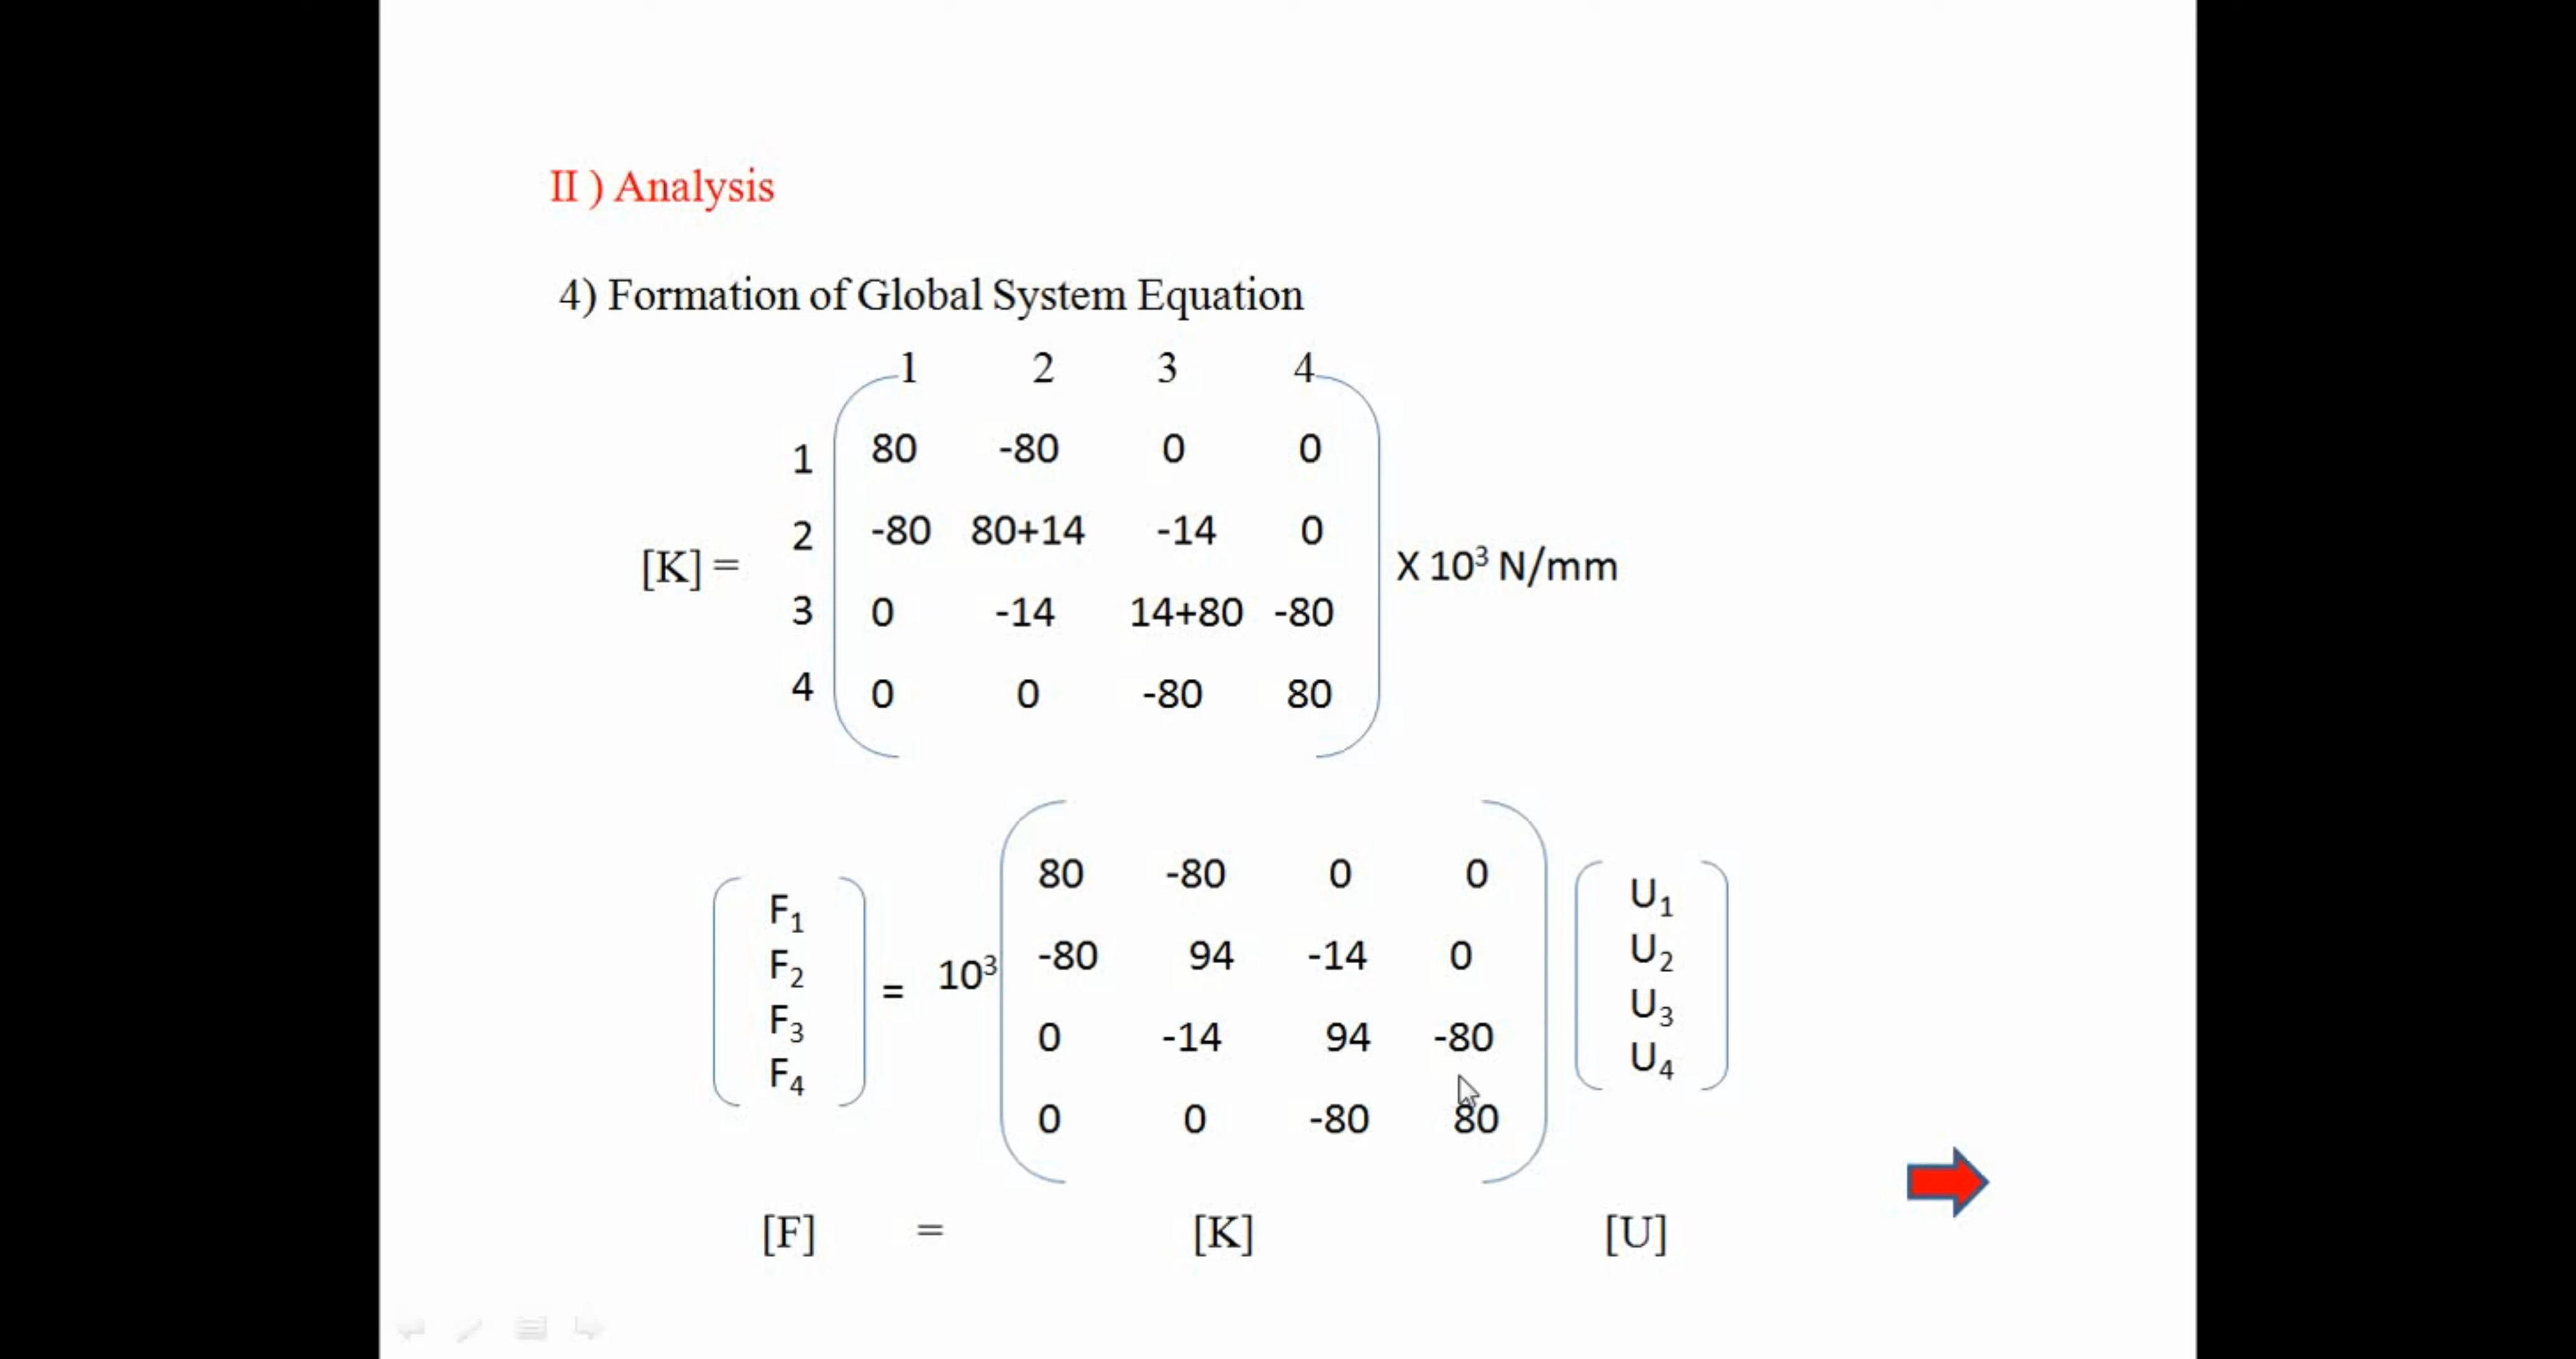 II ) Analysis
4) Formation of Global System Equation
1 2 3 4
1 80 -80 0 0
2 -80 80+14 -14 0
[K] = X 10³ N/mm
3 0 -14 14+80 -80
4 0 0 -80 80
80 -80 0 0 U₁
F₁
-80 94 -14 0 U₂
F₂
= 10³
F₃ U₃
0 -14 94 -80 U₄
F₄
0 0 -80 80
[F] = [K] [U]